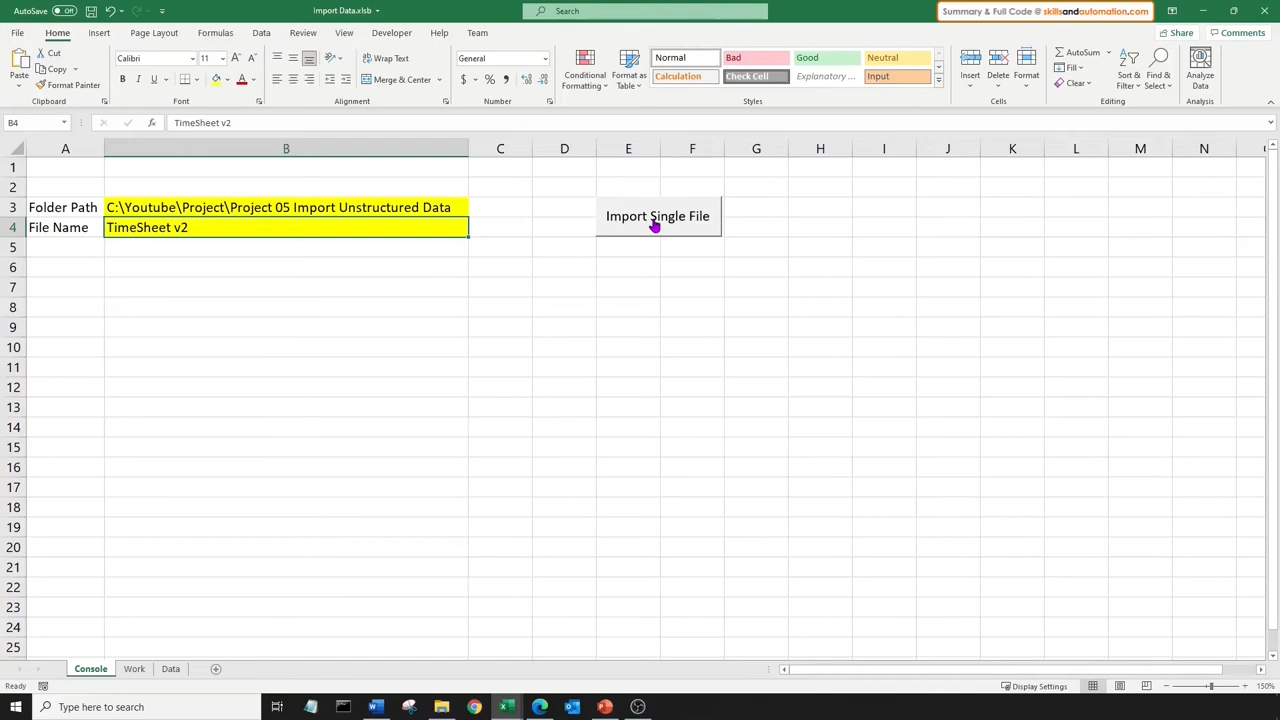 AutoSave Off
Import Data.xlsb
Search
Summary & Full Code @ skillsandautomation.com
File Home Insert Page Layout Formulas Data Review View Developer Help Team
Share Comments
Paste
Cut
Copy
Format Painter
Clipboard
Calibri 11
B I U
Font
Wrap Text
Merge & Center
Alignment
General
Number
Conditional Formatting
Format as Table
Normal Bad Good Neutral
Calculation Check Cell Explanatory ... Input
Styles
Insert Delete Format
Cells
AutoSum
Fill
Clear
Sort & Filter
Find & Select
Editing
Analyze Data
Analysis
B4
fx
TimeSheet v2
A B C D E F G H I J K L M N
1
2
3 Folder Path C:\Youtube\Project\Project 05 Import Unstructured Data
Import Single File
4 File Name TimeSheet v2
5
6
7
8
9
10
11
12
13
14
15
16
17
18
19
20
21
22
23
24
25
Console Work Data
Ready
Display Settings
150%
Type here to search